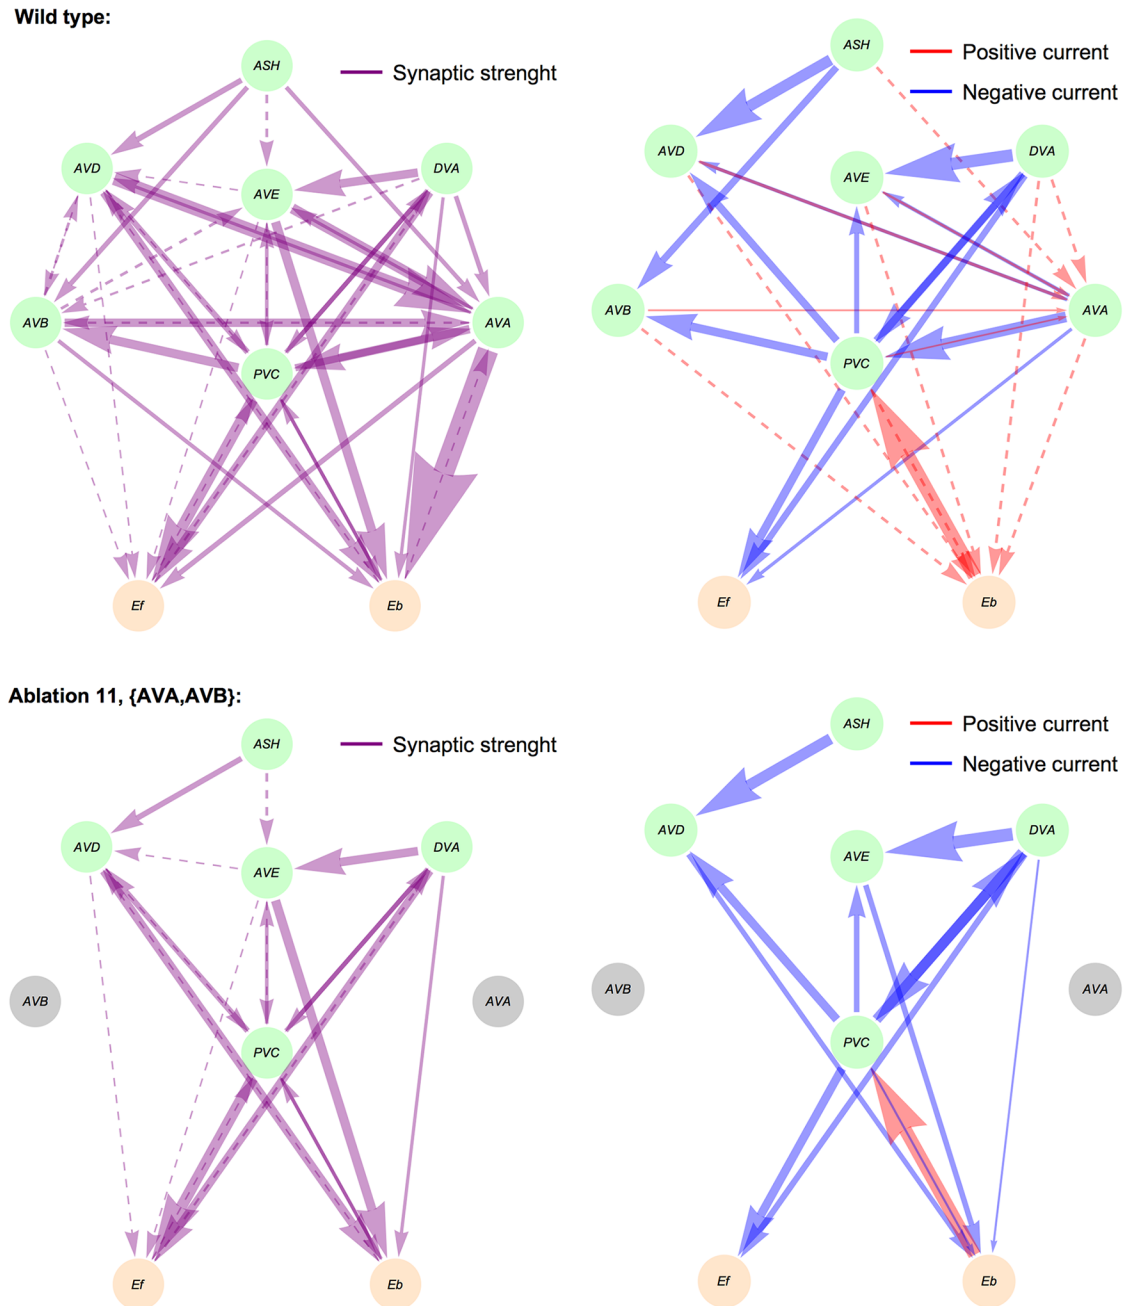 Wild type:
ASH
Synaptic strenght
AVD
DVA
AVE
AVB
AVA
PVC
Ef
Eb
ASH
Positive current
Negative current
AVD
DVA
AVE
AVB
AVA
PVC
Ef
Eb
Ablation 11, {AVA,AVB}:
ASH
Synaptic strenght
AVD
DVA
AVE
AVB
AVA
PVC
Ef
Eb
ASH
Positive current
Negative current
AVD
DVA
AVE
AVB
AVA
PVC
Ef
Eb